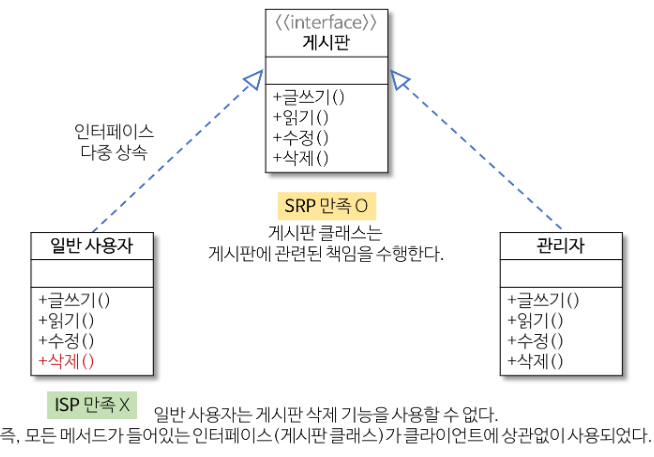 《interface》
게시판
+글쓰기()
+읽기()
+수정()
+삭제()
인터페이스
다중 상속
SRP 만족 O
게시판 클래스는
게시판에 관련된 책임을 수행한다.
일반 사용자
+글쓰기()
+읽기()
+수정()
+삭제()
관리자
+글쓰기()
+읽기()
+수정()
+삭제()
ISP 만족 X
일반 사용자는 게시판 삭제 기능을 사용할 수 없다.
즉, 모든 메서드가 들어있는 인터페이스(게시판 클래스)가 클라이언트에 상관없이 사용되었다.